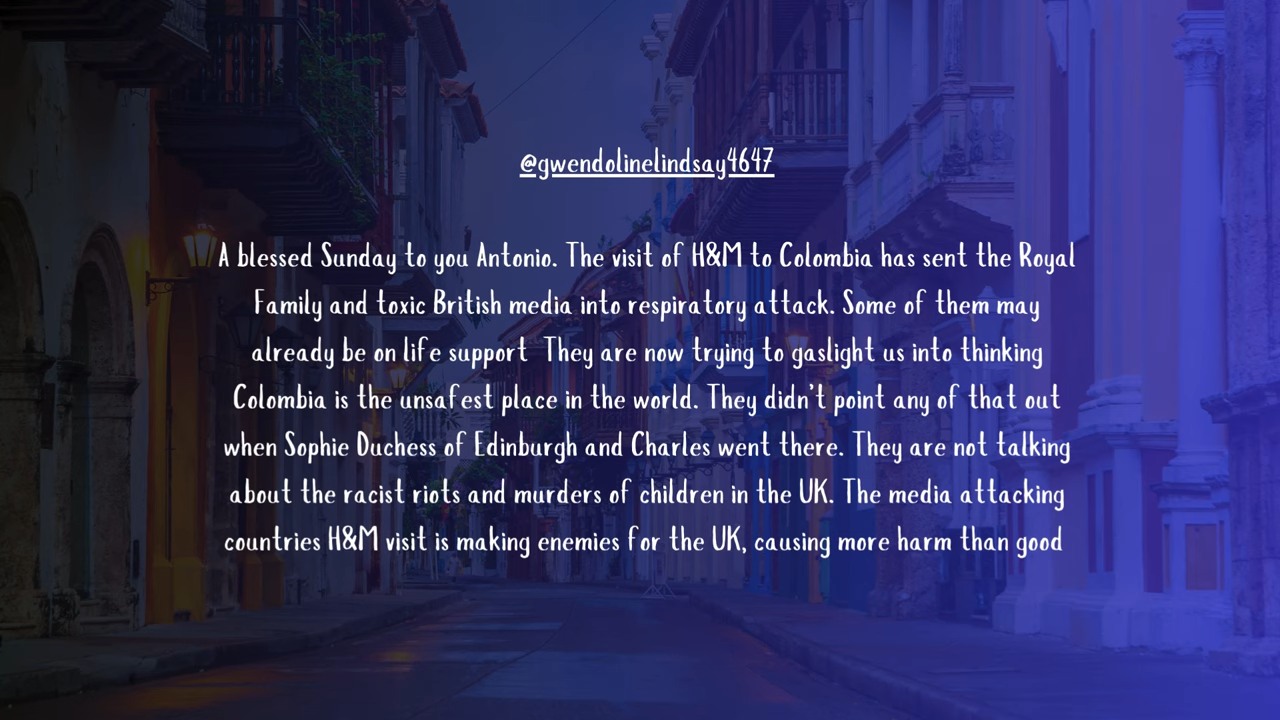 @gwendolinelindsay4647
A blessed Sunday to you Antonio. The visit of H&M to Colombia has sent the Royal
Family and toxic British media into respiratory attack. Some of them may
already be on life support  They are now trying to gaslight us into thinking
Colombia is the unsafest place in the world. They didn't point any of that out
when Sophie Duchess of Edinburgh and Charles went there. They are not talking
about the racist riots and murders of children in the UK. The media attacking
countries H&M visit is making enemies for the UK, causing more harm than good